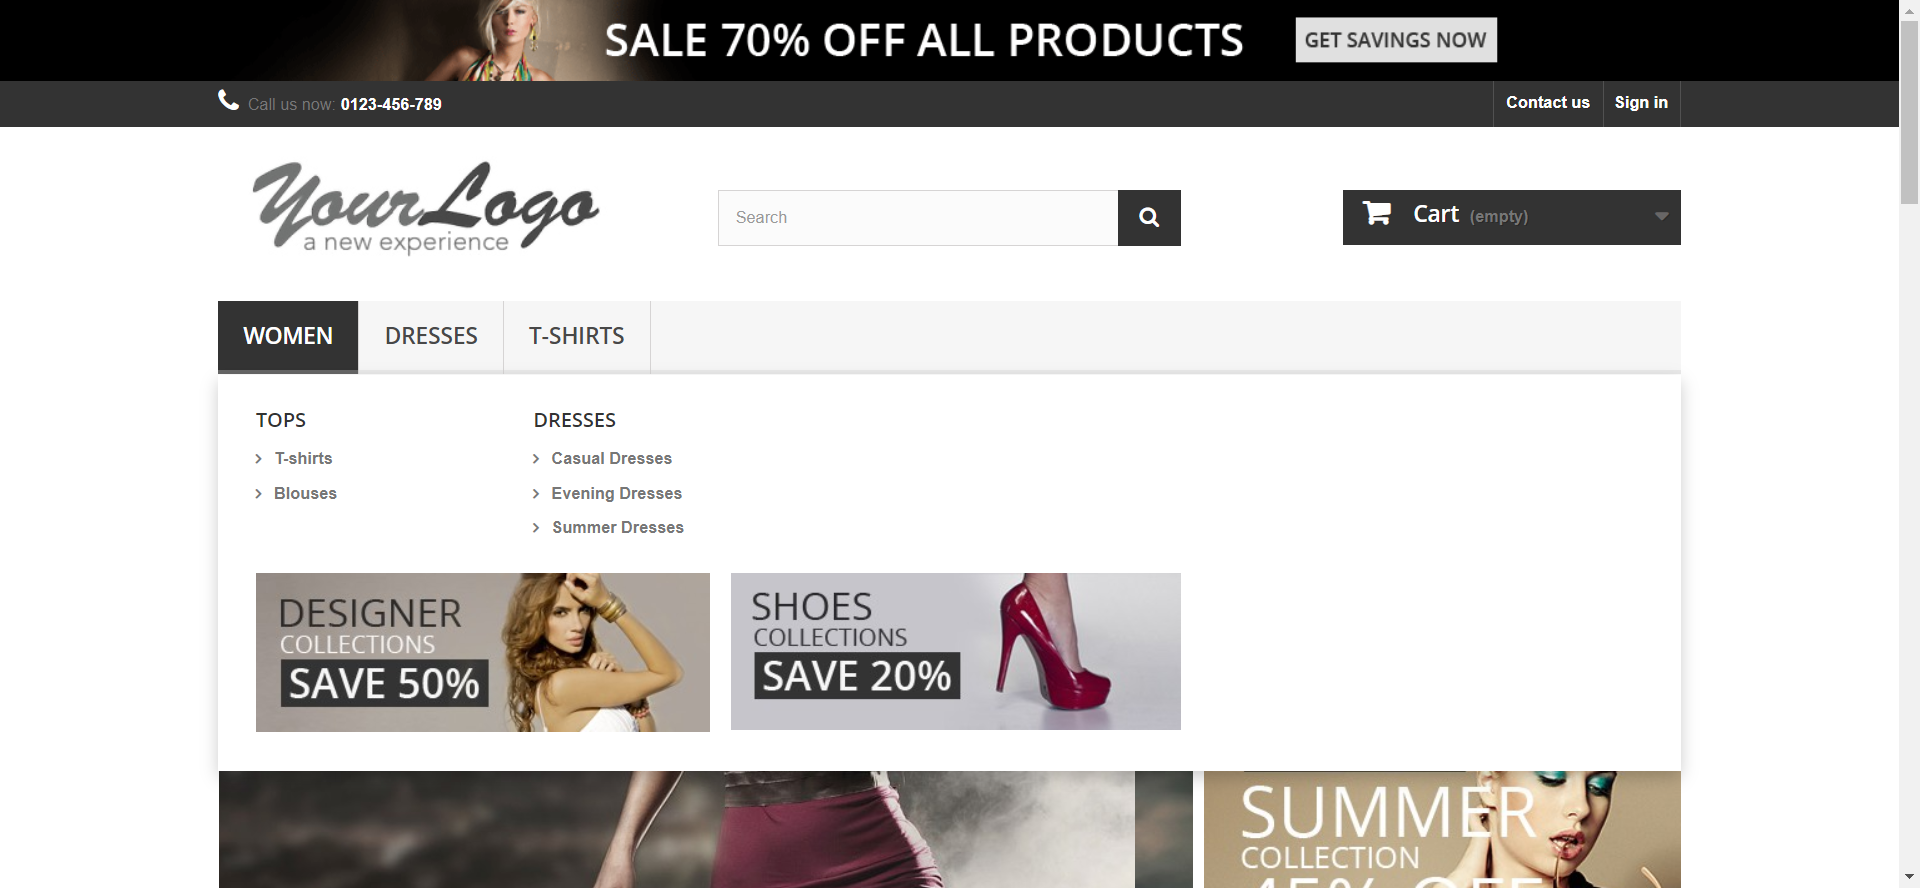 SALE 70% OFF ALL PRODUCTS GET SAVINGS NOW
Call us now: 0123-456-789 Contact us Sign in
YourLogo
a new experience
Search
Cart (empty)
WOMEN DRESSES T-SHIRTS
TOPS
T-shirts
Blouses
DRESSES
Casual Dresses
Evening Dresses
Summer Dresses
DESIGNER
COLLECTIONS
SAVE 50%
SHOES
COLLECTIONS
SAVE 20%
SUMMER
COLLECTION
45% OFF